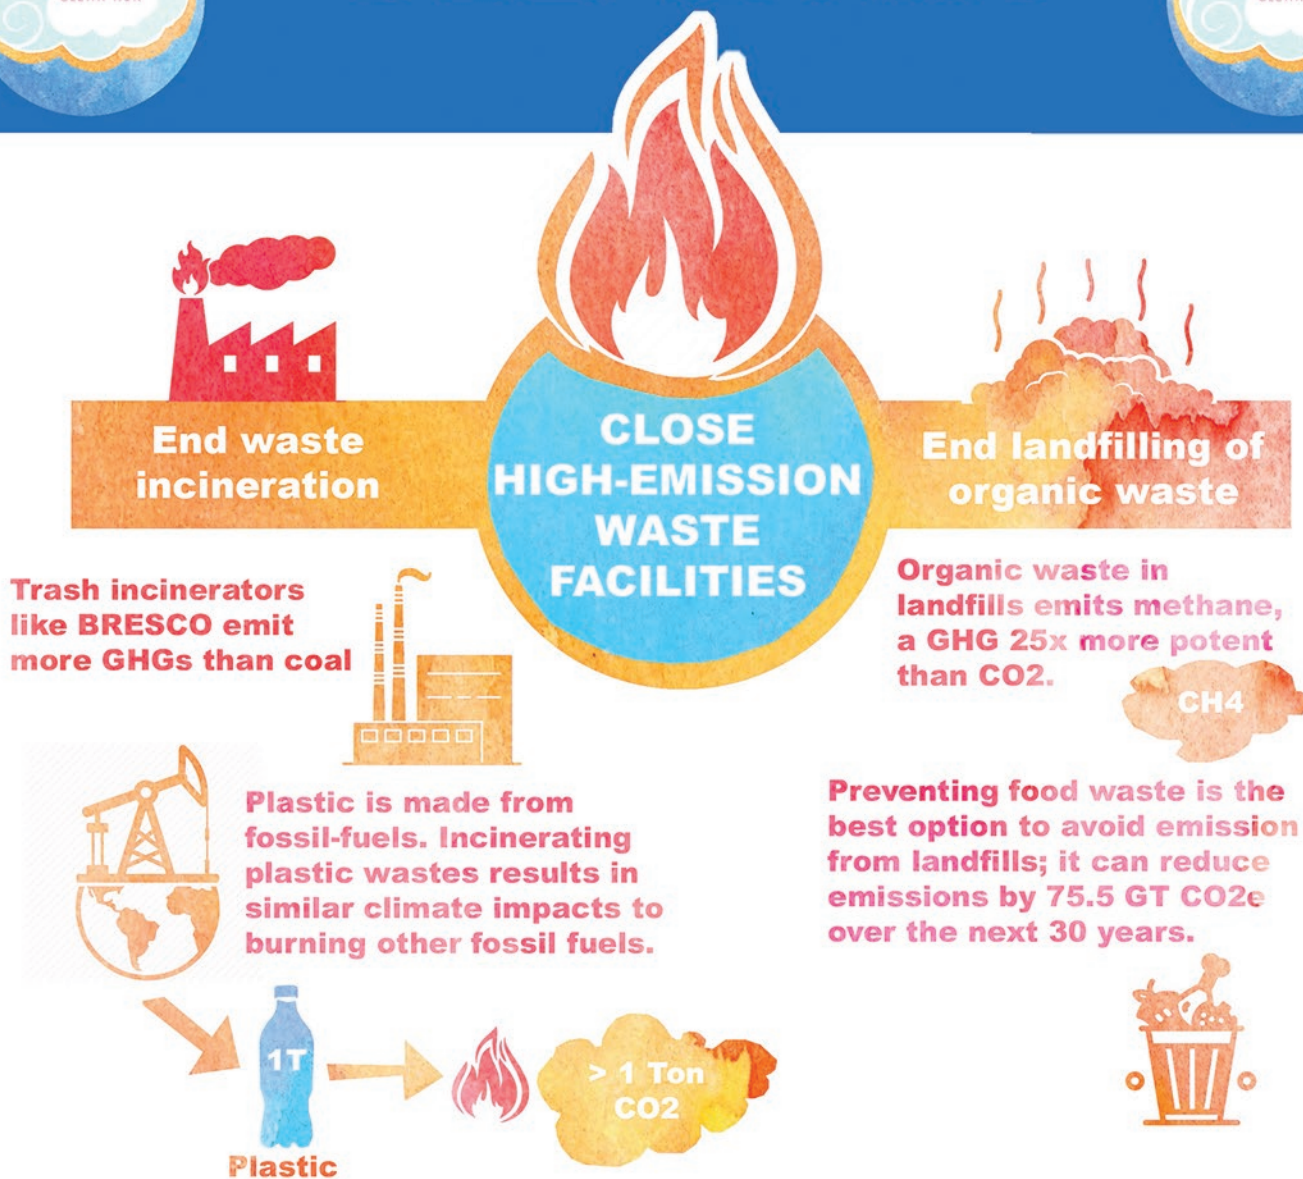 CLOSE
HIGH-EMISSION
WASTE
FACILITIES
End waste
incineration
Trash incinerators
like BRESCO emit
more GHGs than coal
Plastic is made from
fossil-fuels. Incinerating
plastic wastes results in
similar climate impacts to
burning other fossil fuels.
1T
Plastic
> 1 Ton
CO2
End landfilling of
organic waste
Organic waste in
landfills emits methane,
a GHG 25x more potent
than CO2.
CH4
Preventing food waste is the
best option to avoid emission
from landfills; it can reduce
emissions by 75.5 GT CO2e
over the next 30 years.